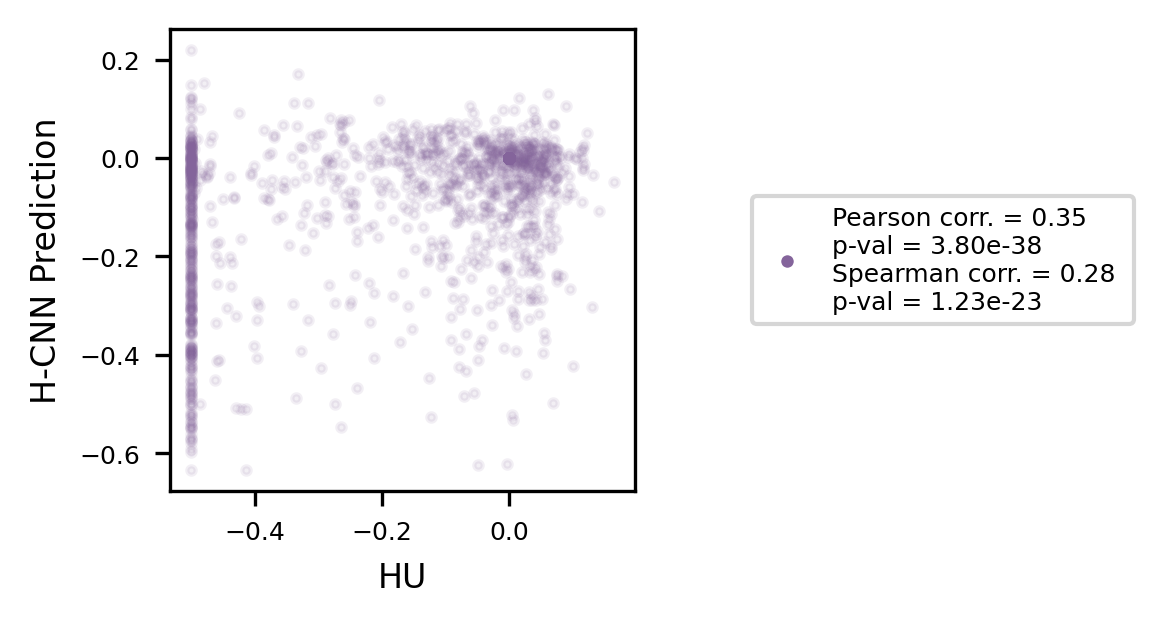 0.2
0.0
−0.2
−0.4
−0.6
H-CNN Prediction
−0.4
−0.2
0.0
HU
Pearson corr. = 0.35
p-val = 3.80e-38
Spearman corr. = 0.28
p-val = 1.23e-23